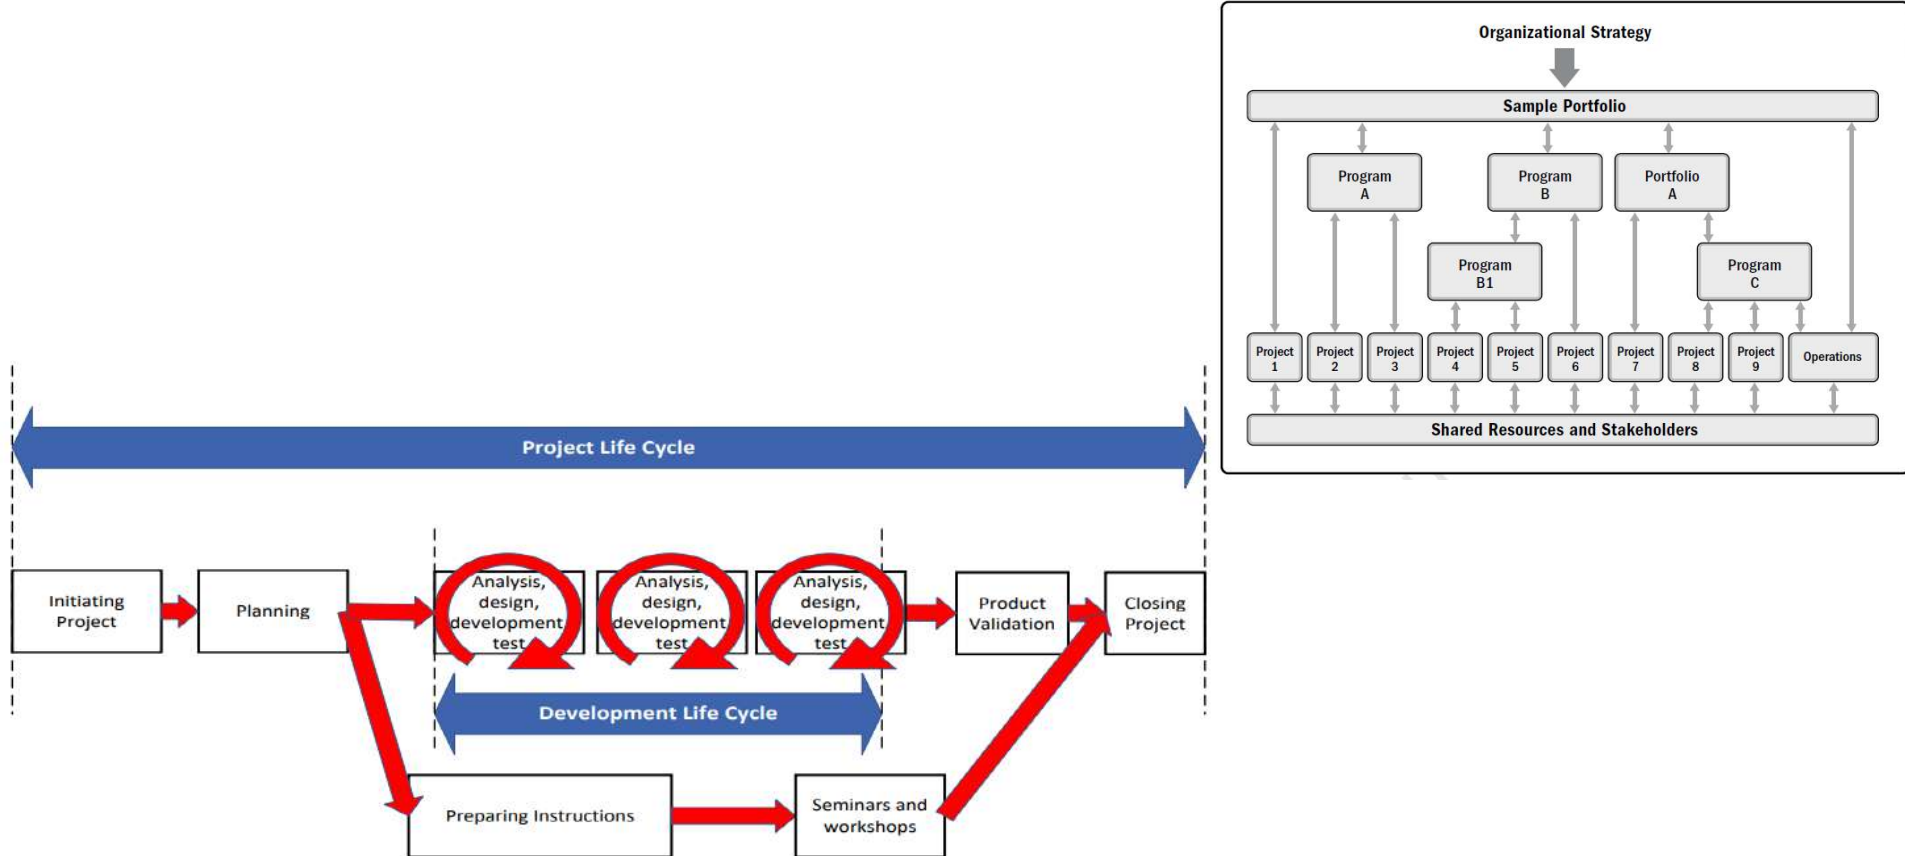 Organizational Strategy
Sample Portfolio
Program
A
Program
B
Portfolio
A
Program
B1
Program
C
Project
1
Project
2
Project
3
Project
4
Project
5
Project
6
Project
7
Project
8
Project
9
Operations
Shared Resources and Stakeholders
Project Life Cycle
Initiating
Project
Planning
Analysis,
design,
development,
test
Analysis,
design,
development,
test
Analysis,
design,
development,
test
Product
Validation
Closing
Project
Development Life Cycle
Preparing Instructions
Seminars and
workshops